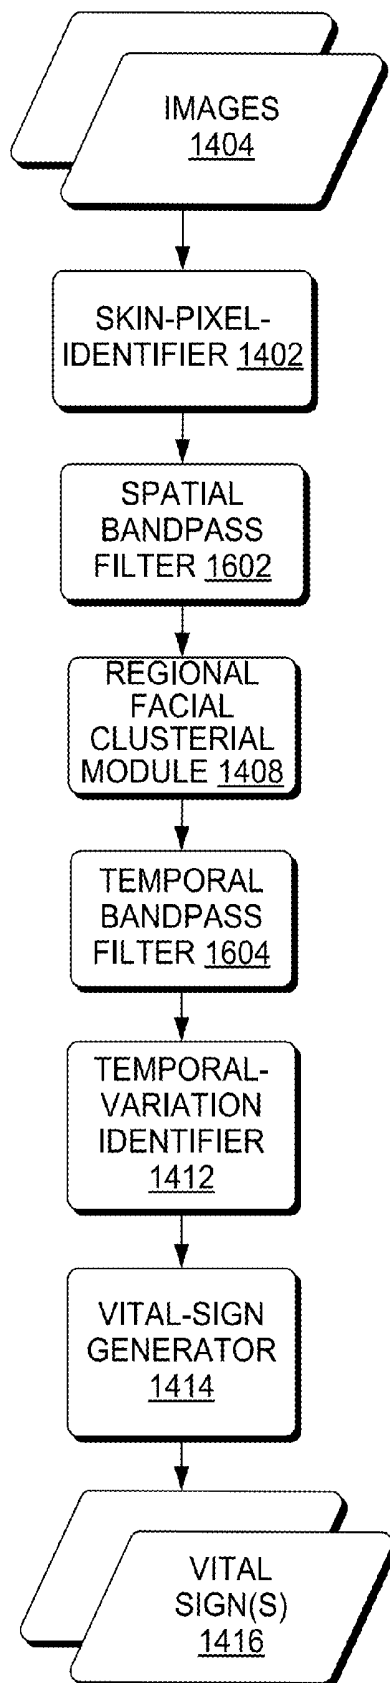 IMAGES
1404
SKIN-PIXEL-
IDENTIFIER 1402
SPATIAL
BANDPASS
FILTER 1602
REGIONAL
FACIAL
CLUSTERIAL
MODULE 1408
TEMPORAL
BANDPASS
FILTER 1604
TEMPORAL-
VARIATION
IDENTIFIER
1412
VITAL-SIGN
GENERATOR
1414
VITAL
SIGN(S)
1416